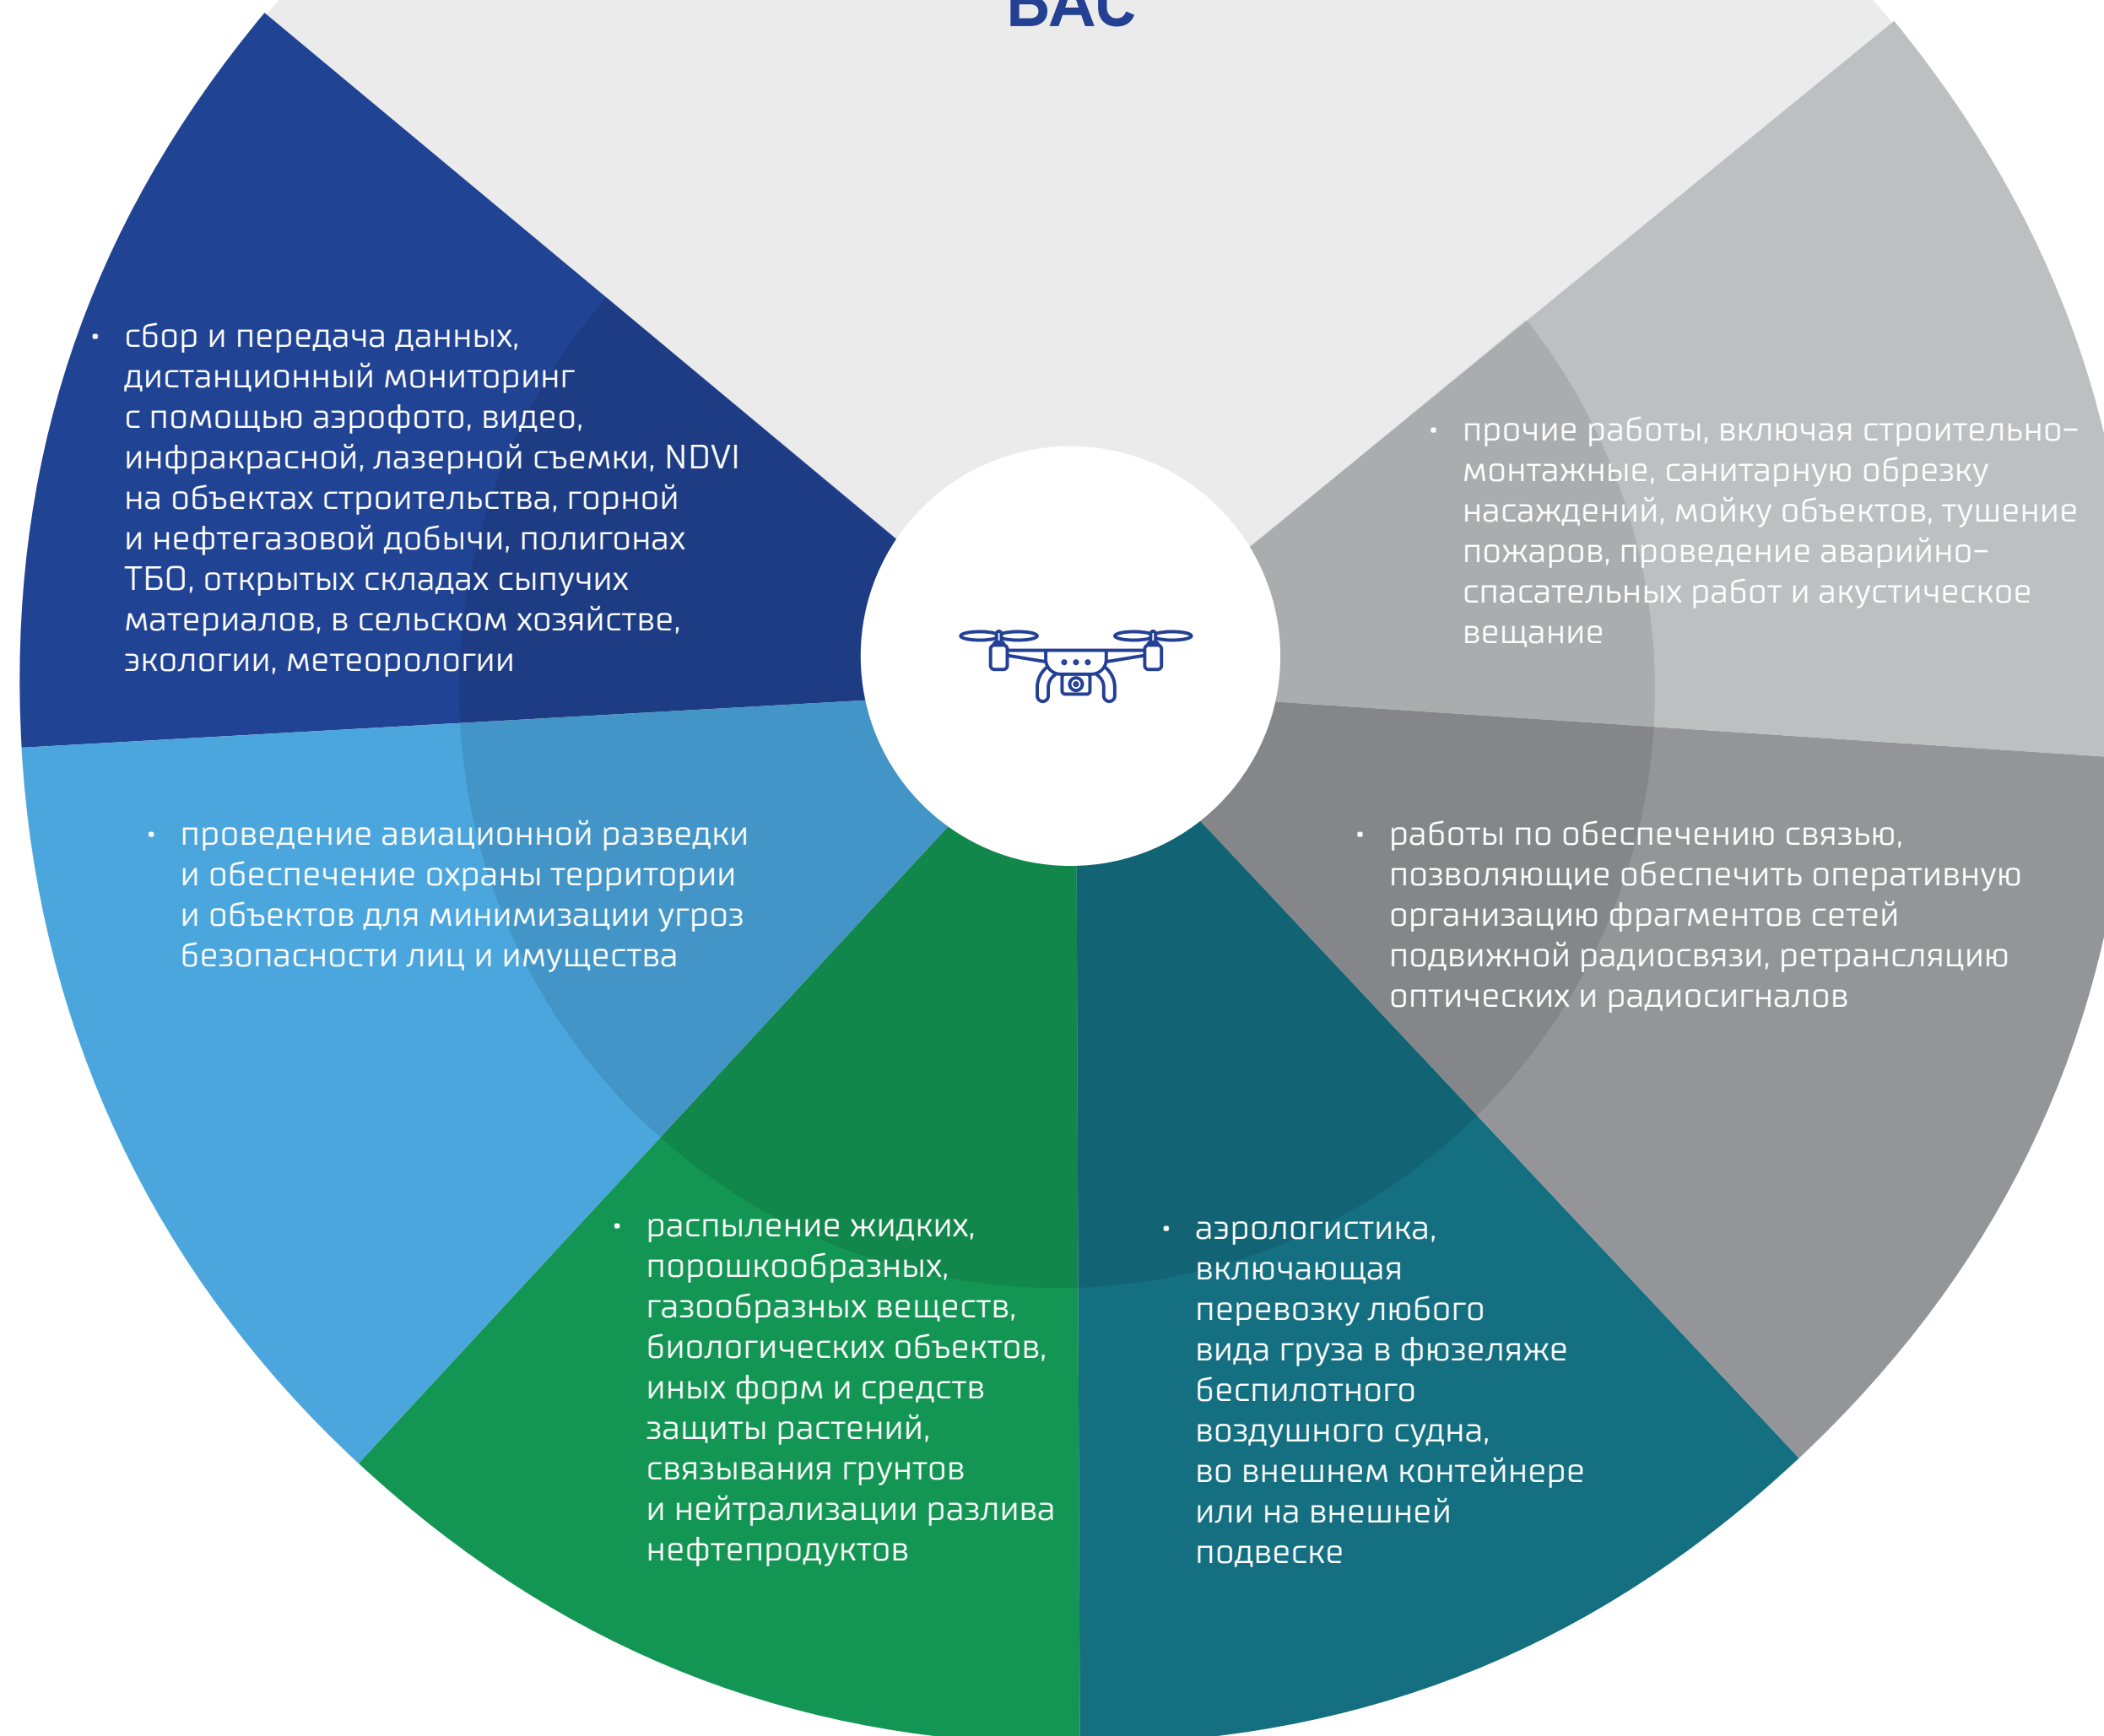 ВАС
• сбор и передача данных,
дистанционный мониторинг
с помощью аэрофото, видео,
инфракрасной, лазерной съемки, NDVI
на объектах строительства, горной
и нефтегазовой добычи, полигонах
ТБО, открытых складах сыпучих
материалов, в сельском хозяйстве,
экологии, метеорологии
• прочие работы, включая строительно-
монтажные, санитарную обрезку
насаждений, мойку объектов, тушение
пожаров, проведение аварийно-
спасательных работ и акустическое
вещание
• проведение авиационной разведки
и обеспечение охраны территории
и объектов для минимизации угроз
безопасности лиц и имущества
• работы по обеспечению связью,
позволяющие обеспечить оперативную
организацию фрагментов сетей
подвижной радиосвязи, ретрансляцию
оптических и радиосигналов
• распыление жидких,
порошкообразных,
газообразных веществ,
биологических объектов,
иных форм и средств
защиты растений,
связывания грунтов
и нейтрализации разлива
нефтепродуктов
• аэрологистика,
включающая
перевозку любого
вида груза в фюзеляже
беспилотного
воздушного судна,
во внешнем контейнере
или на внешней
подвеске